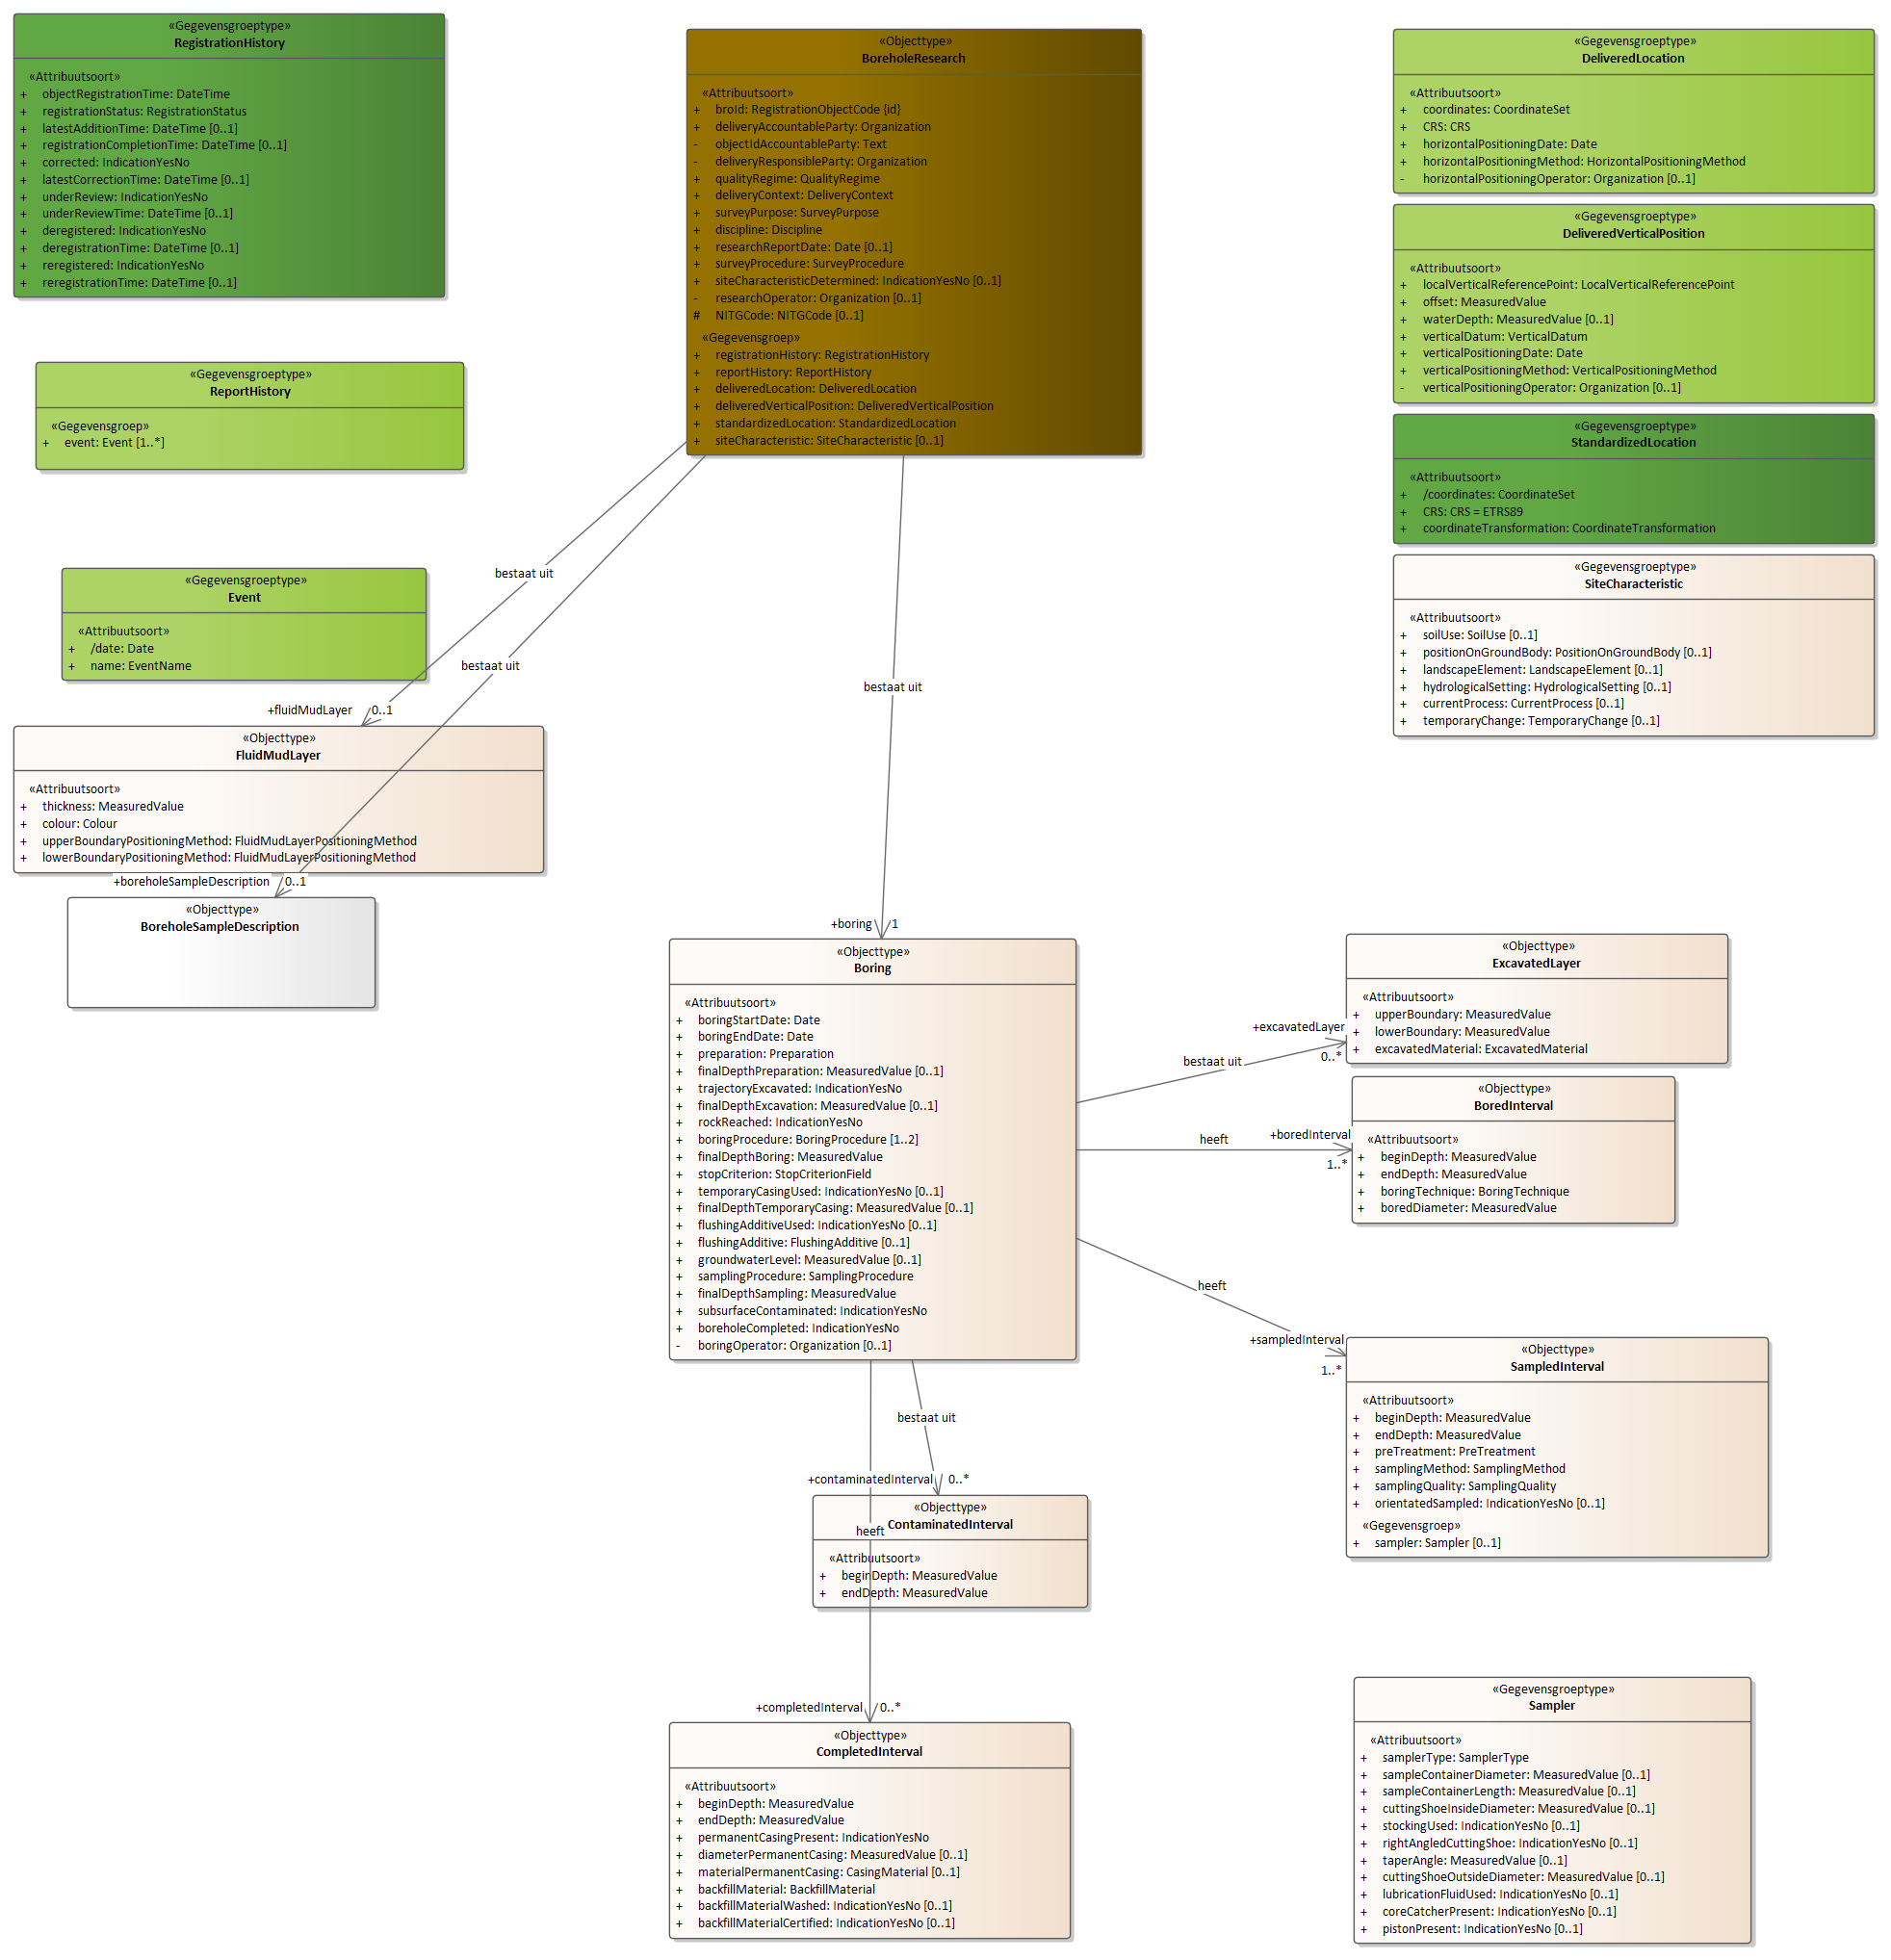 «Gegevensgroeptype»
RegistrationHistory
«Attribuutsoort»
+ objectRegistrationTime: DateTime
+ registrationStatus: RegistrationStatus
+ latestAdditionTime: DateTime [0..1]
+ registrationCompletionTime: DateTime [0..1]
+ corrected: IndicationYesNo
+ latestCorrectionTime: DateTime [0..1]
+ underReview: IndicationYesNo
+ underReviewTime: DateTime [0..1]
+ deregistered: IndicationYesNo
+ deregistrationTime: DateTime [0..1]
+ reregistered: IndicationYesNo
+ reregistrationTime: DateTime [0..1]
«Objecttype»
BoreholeResearch
«Attribuutsoort»
+ broId: RegistrationObjectCode {id}
+ deliveryAccountableParty: Organization
- objectIdAccountableParty: Text
- deliveryResponsibleParty: Organization
+ qualityRegime: QualityRegime
+ deliveryContext: DeliveryContext
+ surveyPurpose: SurveyPurpose
+ discipline: Discipline
+ researchReportDate: Date [0..1]
+ surveyProcedure: SurveyProcedure
+ siteCharacteristicDetermined: IndicationYesNo [0..1]
- researchOperator: Organization [0..1]
# NITGCode: NITGCode [0..1]
«Gegevensgroep»
+ registrationHistory: RegistrationHistory
+ reportHistory: ReportHistory
+ deliveredLocation: DeliveredLocation
+ deliveredVerticalPosition: DeliveredVerticalPosition
+ standardizedLocation: StandardizedLocation
+ siteCharacteristic: SiteCharacteristic [0..1]
«Gegevensgroeptype»
DeliveredLocation
«Attribuutsoort»
+ coordinates: CoordinateSet
+ CRS: CRS
+ horizontalPositioningDate: Date
+ horizontalPositioningMethod: HorizontalPositioningMethod
- horizontalPositioningOperator: Organization [0..1]
«Gegevensgroeptype»
DeliveredVerticalPosition
«Attribuutsoort»
+ localVerticalReferencePoint: LocalVerticalReferencePoint
+ offset: MeasuredValue
+ waterDepth: MeasuredValue [0..1]
+ verticalDatum: VerticalDatum
+ verticalPositioningDate: Date
+ verticalPositioningMethod: VerticalPositioningMethod
- verticalPositioningOperator: Organization [0..1]
«Gegevensgroeptype»
StandardizedLocation
«Attribuutsoort»
+ /coordinates: CoordinateSet
+ CRS: CRS = ETRS89
+ coordinateTransformation: CoordinateTransformation
«Gegevensgroeptype»
SiteCharacteristic
«Attribuutsoort»
+ soilUse: SoilUse [0..1]
+ positionOnGroundBody: PositionOnGroundBody [0..1]
+ landscapeElement: LandscapeElement [0..1]
+ hydrologicalSetting: HydrologicalSetting [0..1]
+ currentProcess: CurrentProcess [0..1]
+ temporaryChange: TemporaryChange [0..1]
«Gegevensgroeptype»
ReportHistory
«Gegevensgroep»
+ event: Event [1..*]
«Gegevensgroeptype»
Event
«Attribuutsoort»
+ /date: Date
+ name: EventName
bestaat uit
bestaat uit
bestaat uit
+fluidMudLayer 0..1
«Objecttype»
FluidMudLayer
«Attribuutsoort»
+ thickness: MeasuredValue
+ colour: Colour
+ upperBoundaryPositioningMethod: FluidMudLayerPositioningMethod
+ lowerBoundaryPositioningMethod: FluidMudLayerPositioningMethod
+boreholeSampleDescription 0..1
«Objecttype»
BoreholeSampleDescription
+boring 1
«Objecttype»
Boring
«Attribuutsoort»
+ boringStartDate: Date
+ boringEndDate: Date
+ preparation: Preparation
+ finalDepthPreparation: MeasuredValue [0..1]
+ trajectoryExcavated: IndicationYesNo
+ finalDepthExcavation: MeasuredValue [0..1]
+ rockReached: IndicationYesNo
+ boringProcedure: BoringProcedure [1..2]
+ finalDepthBoring: MeasuredValue
+ stopCriterion: StopCriterionField
+ temporaryCasingUsed: IndicationYesNo [0..1]
+ finalDepthTemporaryCasing: MeasuredValue [0..1]
+ flushingAdditiveUsed: IndicationYesNo [0..1]
+ flushingAdditive: FlushingAdditive [0..1]
+ groundwaterLevel: MeasuredValue [0..1]
+ samplingProcedure: SamplingProcedure
+ finalDepthSampling: MeasuredValue
+ subsurfaceContaminated: IndicationYesNo
+ boreholeCompleted: IndicationYesNo
- boringOperator: Organization [0..1]
bestaat uit
+excavatedLayer
0..*
«Objecttype»
ExcavatedLayer
«Attribuutsoort»
+ upperBoundary: MeasuredValue
+ lowerBoundary: MeasuredValue
+ excavatedMaterial: ExcavatedMaterial
heeft
+boredInterval
1..*
«Objecttype»
BoredInterval
«Attribuutsoort»
+ beginDepth: MeasuredValue
+ endDepth: MeasuredValue
+ boringTechnique: BoringTechnique
+ boredDiameter: MeasuredValue
heeft
+sampledInterval
1..*
«Objecttype»
SampledInterval
«Attribuutsoort»
+ beginDepth: MeasuredValue
+ endDepth: MeasuredValue
+ preTreatment: PreTreatment
+ samplingMethod: SamplingMethod
+ samplingQuality: SamplingQuality
+ orientatedSampled: IndicationYesNo [0..1]
«Gegevensgroep»
+ sampler: Sampler [0..1]
bestaat uit
+contaminatedInterval 0..*
«Objecttype»
ContaminatedInterval
«Attribuutsoort»
+ beginDepth: MeasuredValue
+ endDepth: MeasuredValue
heeft
+completedInterval 0..*
«Objecttype»
CompletedInterval
«Attribuutsoort»
+ beginDepth: MeasuredValue
+ endDepth: MeasuredValue
+ permanentCasingPresent: IndicationYesNo
+ diameterPermanentCasing: MeasuredValue [0..1]
+ materialPermanentCasing: CasingMaterial [0..1]
+ backfillMaterial: BackfillMaterial
+ backfillMaterialWashed: IndicationYesNo [0..1]
+ backfillMaterialCertified: IndicationYesNo [0..1]
«Gegevensgroeptype»
Sampler
«Attribuutsoort»
+ samplerType: SamplerType
+ sampleContainerDiameter: MeasuredValue [0..1]
+ sampleContainerLength: MeasuredValue [0..1]
+ cuttingShoeInsideDiameter: MeasuredValue [0..1]
+ stockingUsed: IndicationYesNo [0..1]
+ rightAngledCuttingShoe: IndicationYesNo [0..1]
+ taperAngle: MeasuredValue [0..1]
+ cuttingShoeOutsideDiameter: MeasuredValue [0..1]
+ lubricationFluidUsed: IndicationYesNo [0..1]
+ coreCatcherPresent: IndicationYesNo [0..1]
+ pistonPresent: IndicationYesNo [0..1]